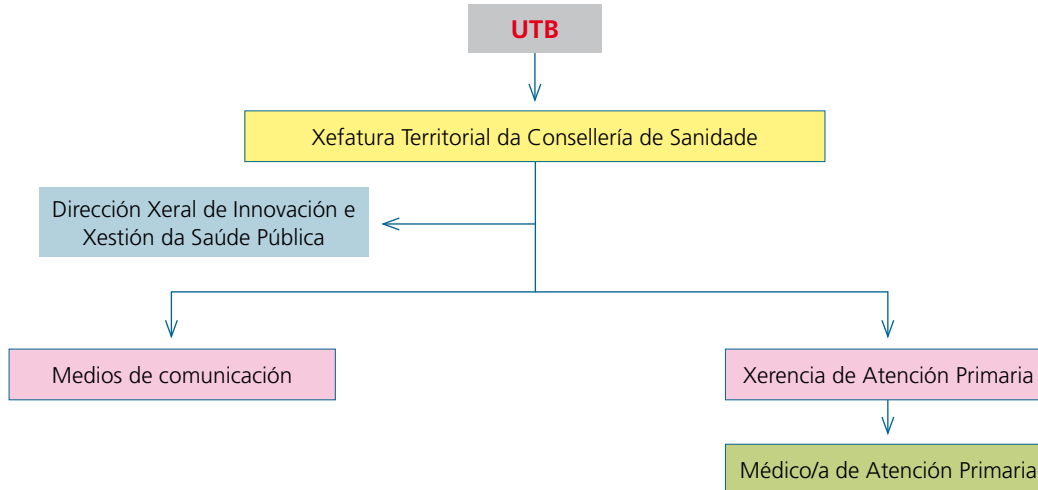 UTB
Xefatura Territorial da Consellería de Sanidade
Dirección Xeral de Innovación e
Xestión da Saúde Pública
Medios de comunicación
Xerencia de Atención Primaria
Médico/a de Atención Primaria